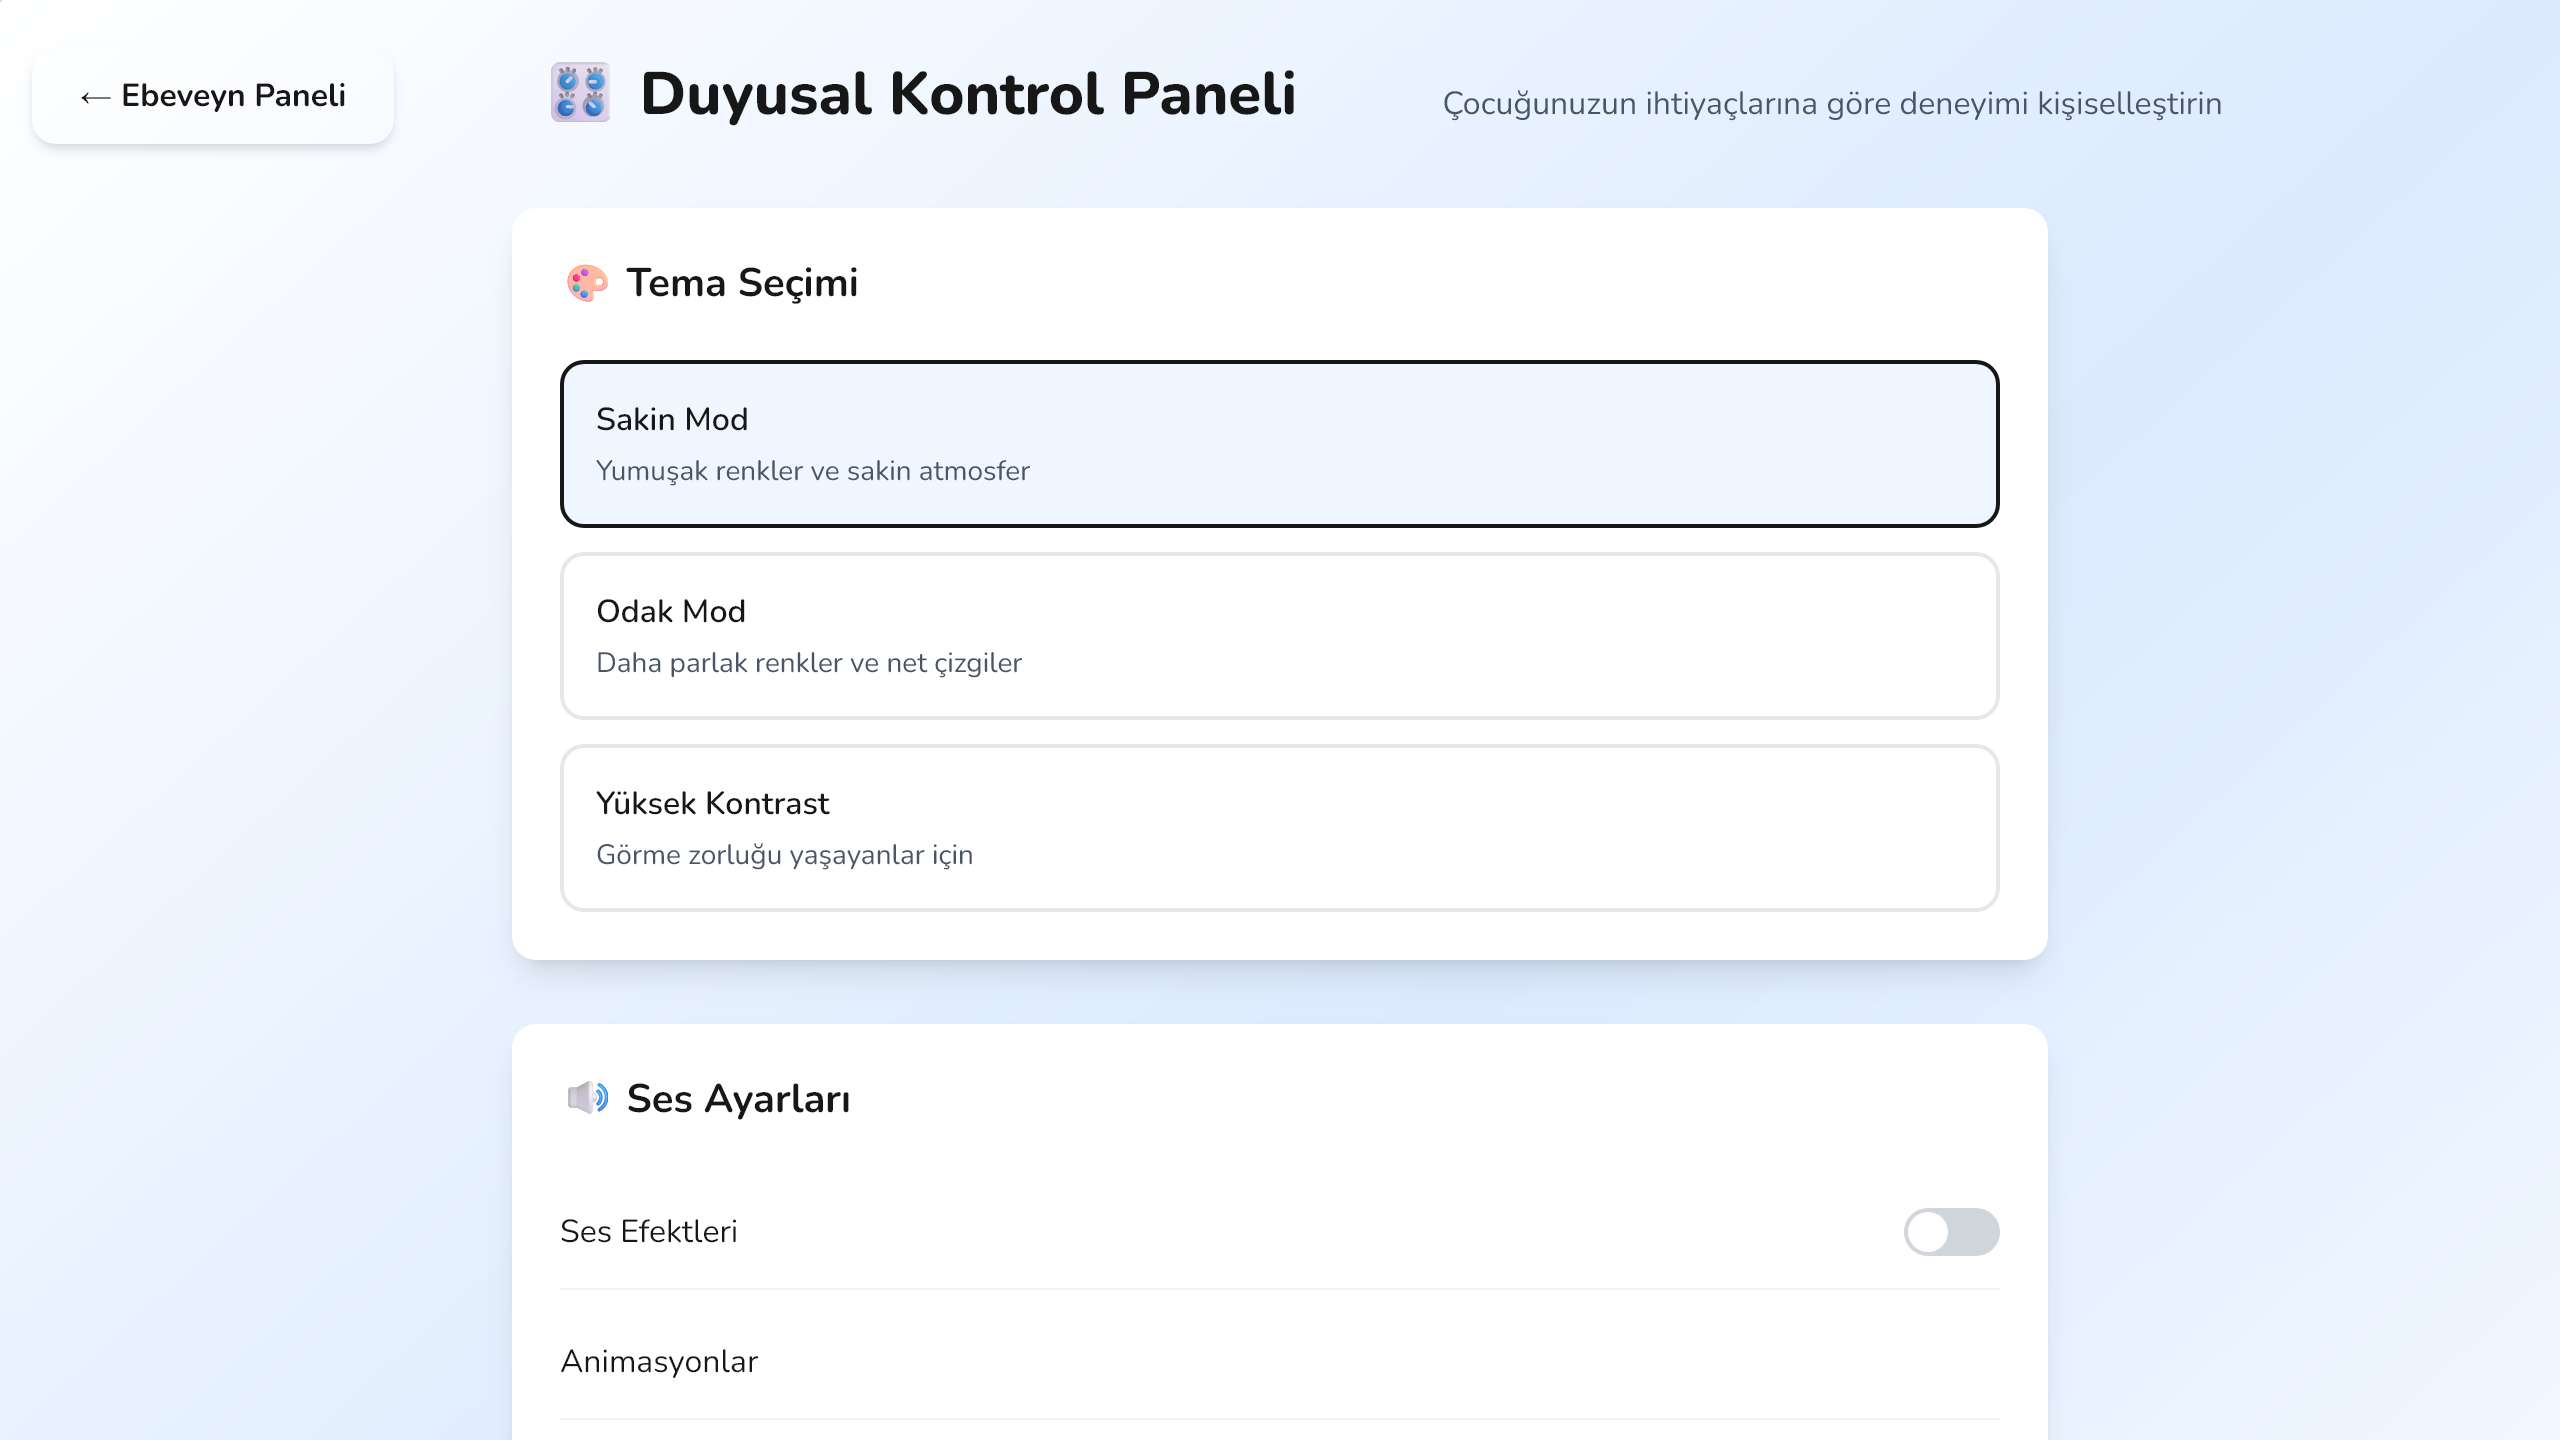 ← Ebeveyn Paneli
Duyusal Kontrol Paneli
Çocuğunuzun ihtiyaçlarına göre deneyimi kişiselleştirin
Tema Seçimi
Sakin Mod
Yumuşak renkler ve sakin atmosfer
Odak Mod
Daha parlak renkler ve net çizgiler
Yüksek Kontrast
Görme zorluğu yaşayanlar için
Ses Ayarları
Ses Efektleri
Animasyonlar